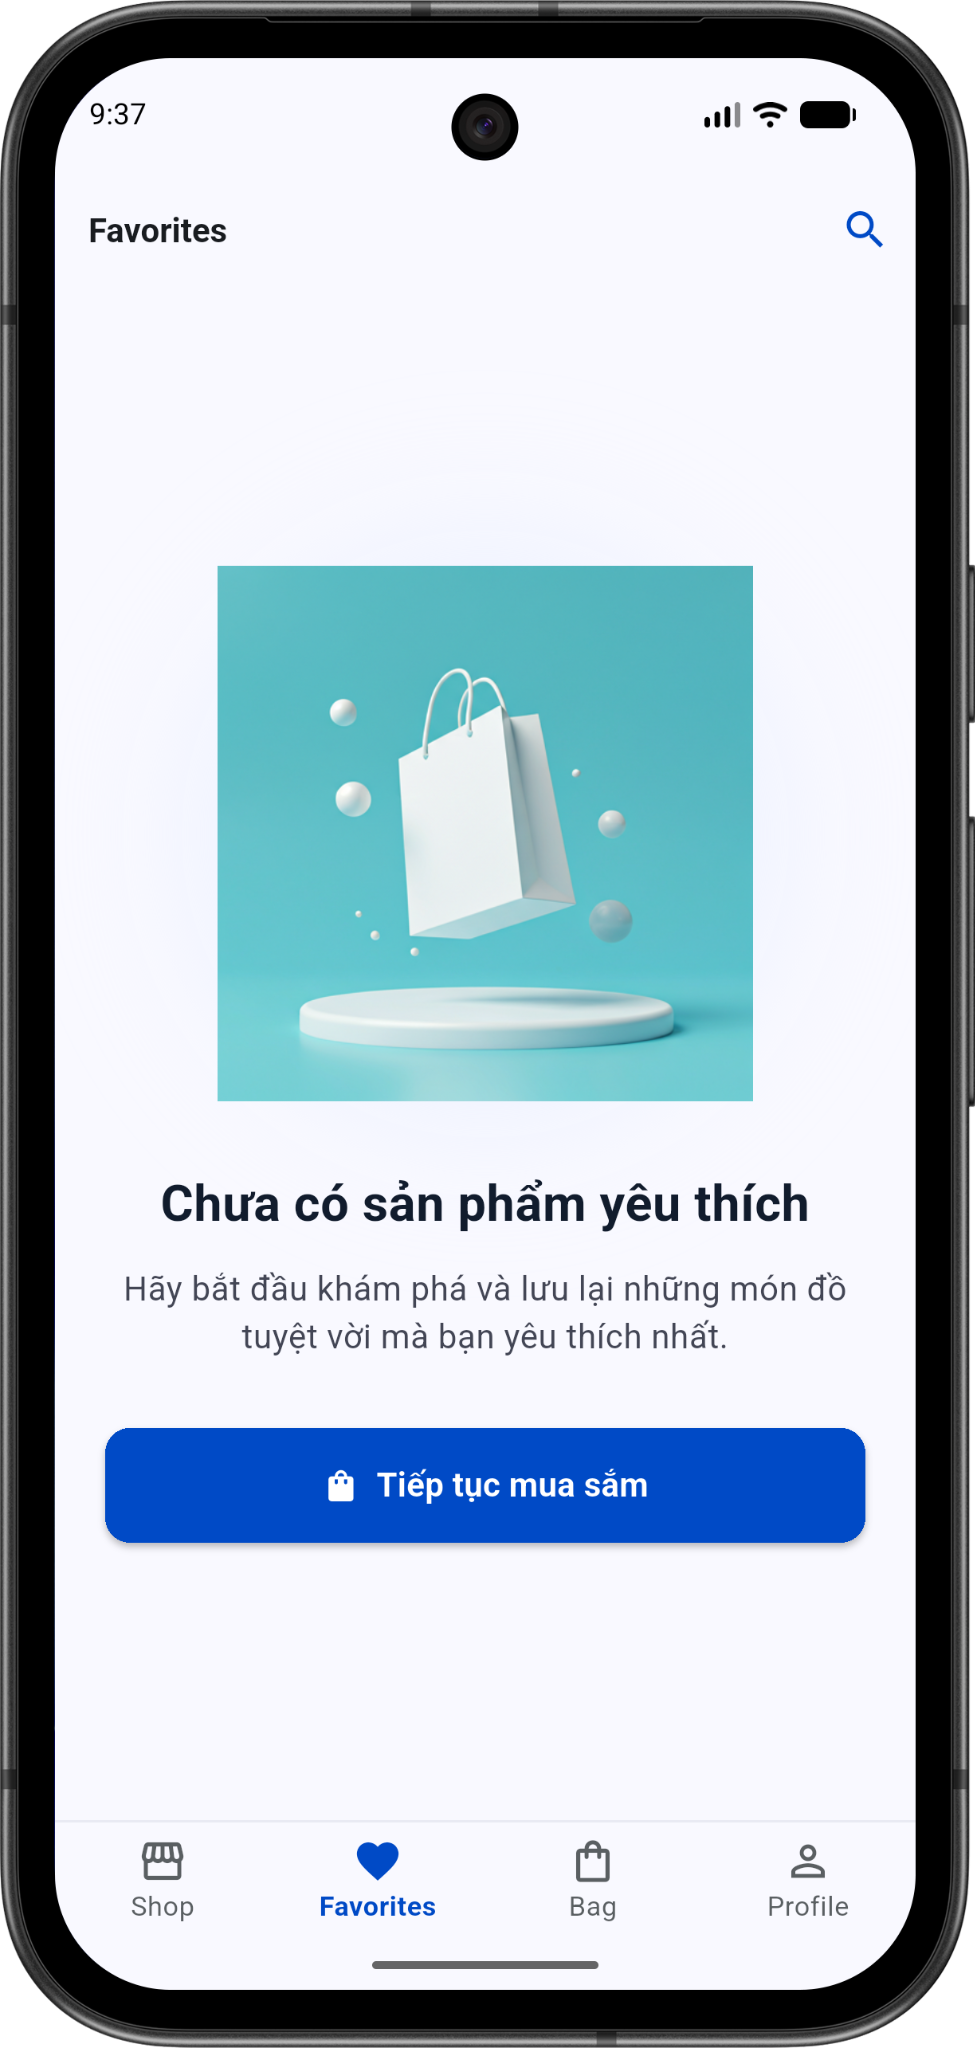 9:37
Favorites
Chưa có sản phẩm yêu thích
Hãy bắt đầu khám phá và lưu lại những món đồ
tuyệt vời mà bạn yêu thích nhất.
Tiếp tục mua sắm
Shop
Favorites
Bag
Profile